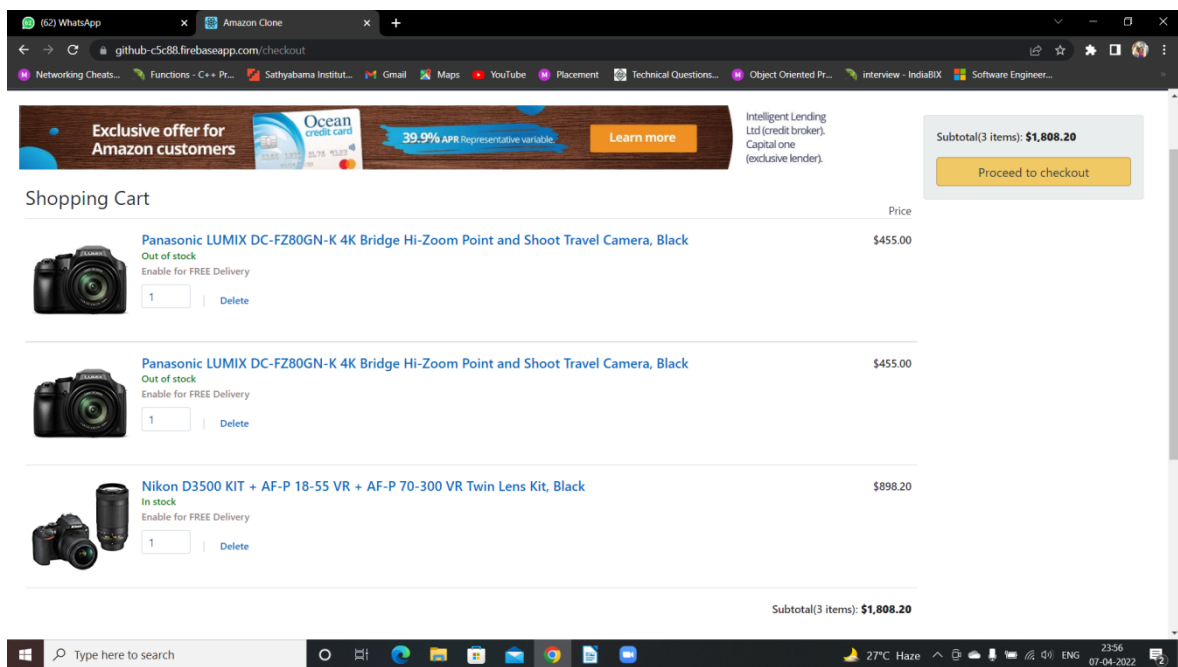 (62) WhatsApp
Amazon Clone
github-c5c88.firebaseapp.com/checkout
Networking Cheats...
Functions - C++ Pr...
Sathyabama Institut...
Gmail
Maps
YouTube
Placement
Technical Questions...
Object Oriented Pr...
interview - IndiaBIX
Software Engineer...
Exclusive offer for
Amazon customers
Ocean
credit card
39.9% APR Representative variable.
Learn more
Intelligent Lending
Ltd (credit broker).
Capital one
(exclusive lender).
Subtotal(3 items): $1,808.20
Proceed to checkout
Shopping Cart
Price
Panasonic LUMIX DC-FZ80GN-K 4K Bridge Hi-Zoom Point and Shoot Travel Camera, Black
$455.00
Out of stock
Enable for FREE Delivery
1 | Delete
Panasonic LUMIX DC-FZ80GN-K 4K Bridge Hi-Zoom Point and Shoot Travel Camera, Black
$455.00
Out of stock
Enable for FREE Delivery
1 | Delete
Nikon D3500 KIT + AF-P 18-55 VR + AF-P 70-300 VR Twin Lens Kit, Black
$898.20
In stock
Enable for FREE Delivery
1 | Delete
Subtotal(3 items): $1,808.20
Type here to search
27°C Haze
ENG
23:56
07-04-2022